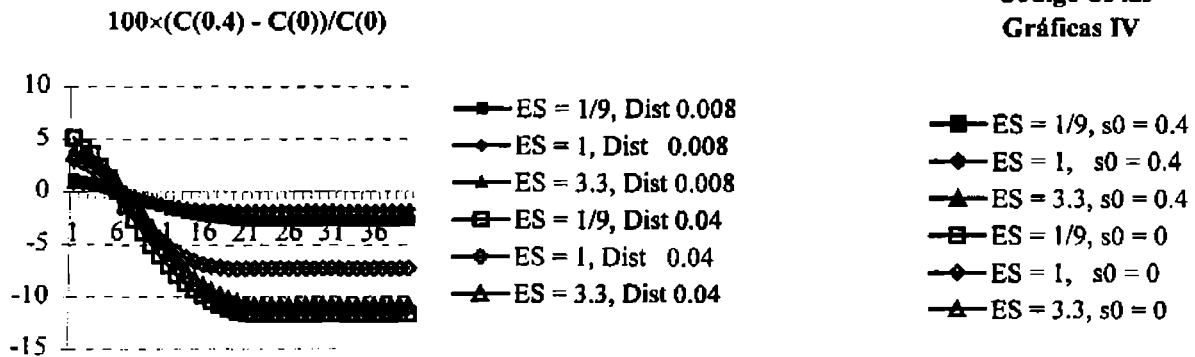 100×(C(0.4) - C(0))/C(0)
10
5
0
-5
-10
-15
1 6 16 21 26 31 36
ES = 1/9, Dist 0.008
ES = 1, Dist 0.008
ES = 3.3, Dist 0.008
ES = 1/9, Dist 0.04
ES = 1, Dist 0.04
ES = 3.3, Dist 0.04
Gráficas IV
ES = 1/9, s0 = 0.4
ES = 1, s0 = 0.4
ES = 3.3, s0 = 0.4
ES = 1/9, s0 = 0
ES = 1, s0 = 0
ES = 3.3, s0 = 0